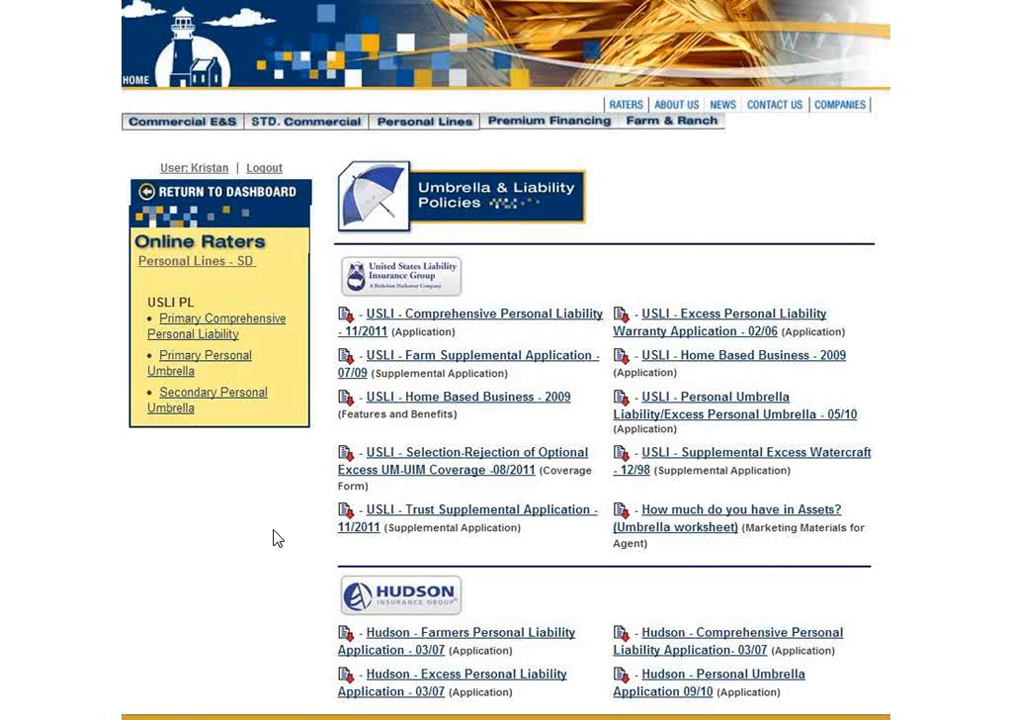 HOME
RATERS | ABOUT US | NEWS | CONTACT US | COMPANIES
Commercial E&S | STD. Commercial | Personal Lines | Premium Financing | Farm & Ranch
User: Kristan | Logout
RETURN TO DASHBOARD
Online Raters
Personal Lines - SD
USLI PL
• Primary Comprehensive
Personal Liability
• Primary Personal
Umbrella
• Secondary Personal
Umbrella
Umbrella & Liability
Policies
United States Liability
Insurance Group
A Berkshire Hathaway Company
- USLI - Comprehensive Personal Liability
- 11/2011 (Application)
- USLI - Excess Personal Liability
Warranty Application - 02/06 (Application)
- USLI - Farm Supplemental Application -
07/09 (Supplemental Application)
- USLI - Home Based Business - 2009
(Application)
- USLI - Home Based Business - 2009
(Features and Benefits)
- USLI - Personal Umbrella
Liability/Excess Personal Umbrella - 05/10
(Application)
- USLI - Selection-Rejection of Optional
Excess UM-UIM Coverage -08/2011 (Coverage
Form)
- USLI - Supplemental Excess Watercraft
- 12/98 (Supplemental Application)
- USLI - Trust Supplemental Application -
11/2011 (Supplemental Application)
- How much do you have in Assets?
(Umbrella worksheet) (Marketing Materials for
Agent)
HUDSON
INSURANCE GROUP
- Hudson - Farmers Personal Liability
Application - 03/07 (Application)
- Hudson - Comprehensive Personal
Liability Application- 03/07 (Application)
- Hudson - Excess Personal Liability
Application - 03/07 (Application)
- Hudson - Personal Umbrella
Application 09/10 (Application)